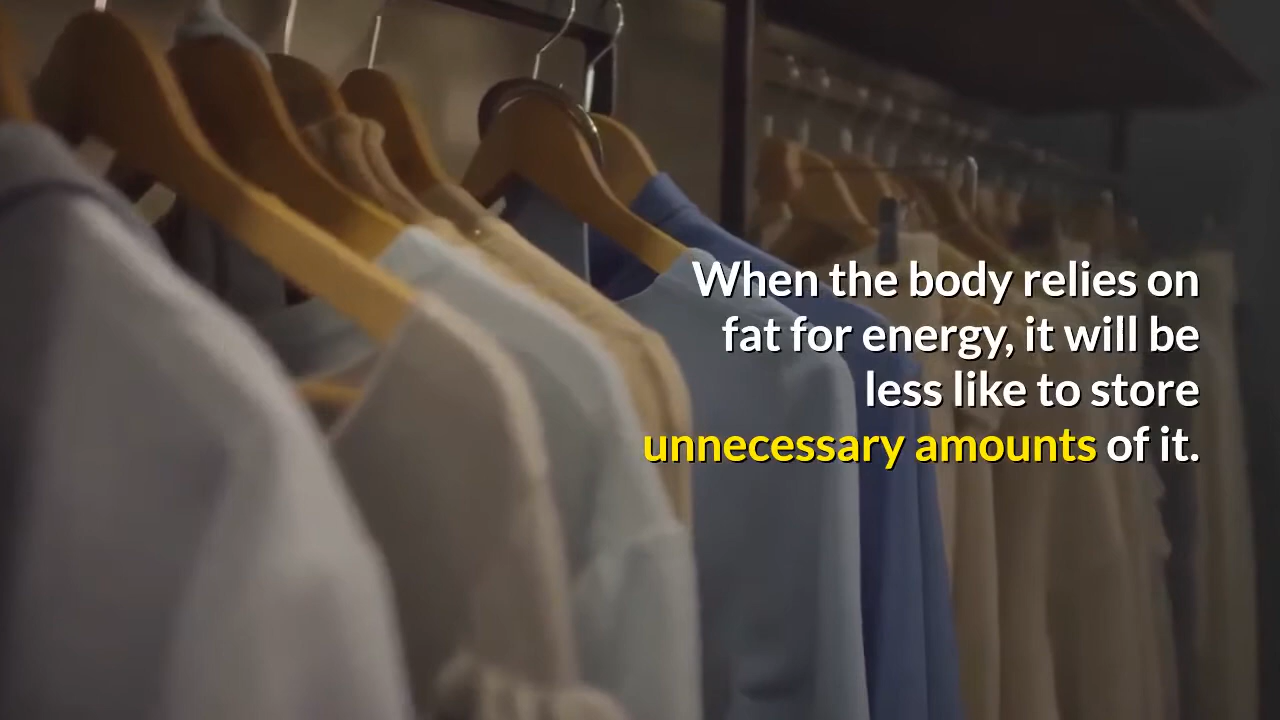 When the body relies on
fat for energy, it will be
less like to store
unnecessary amounts of it.